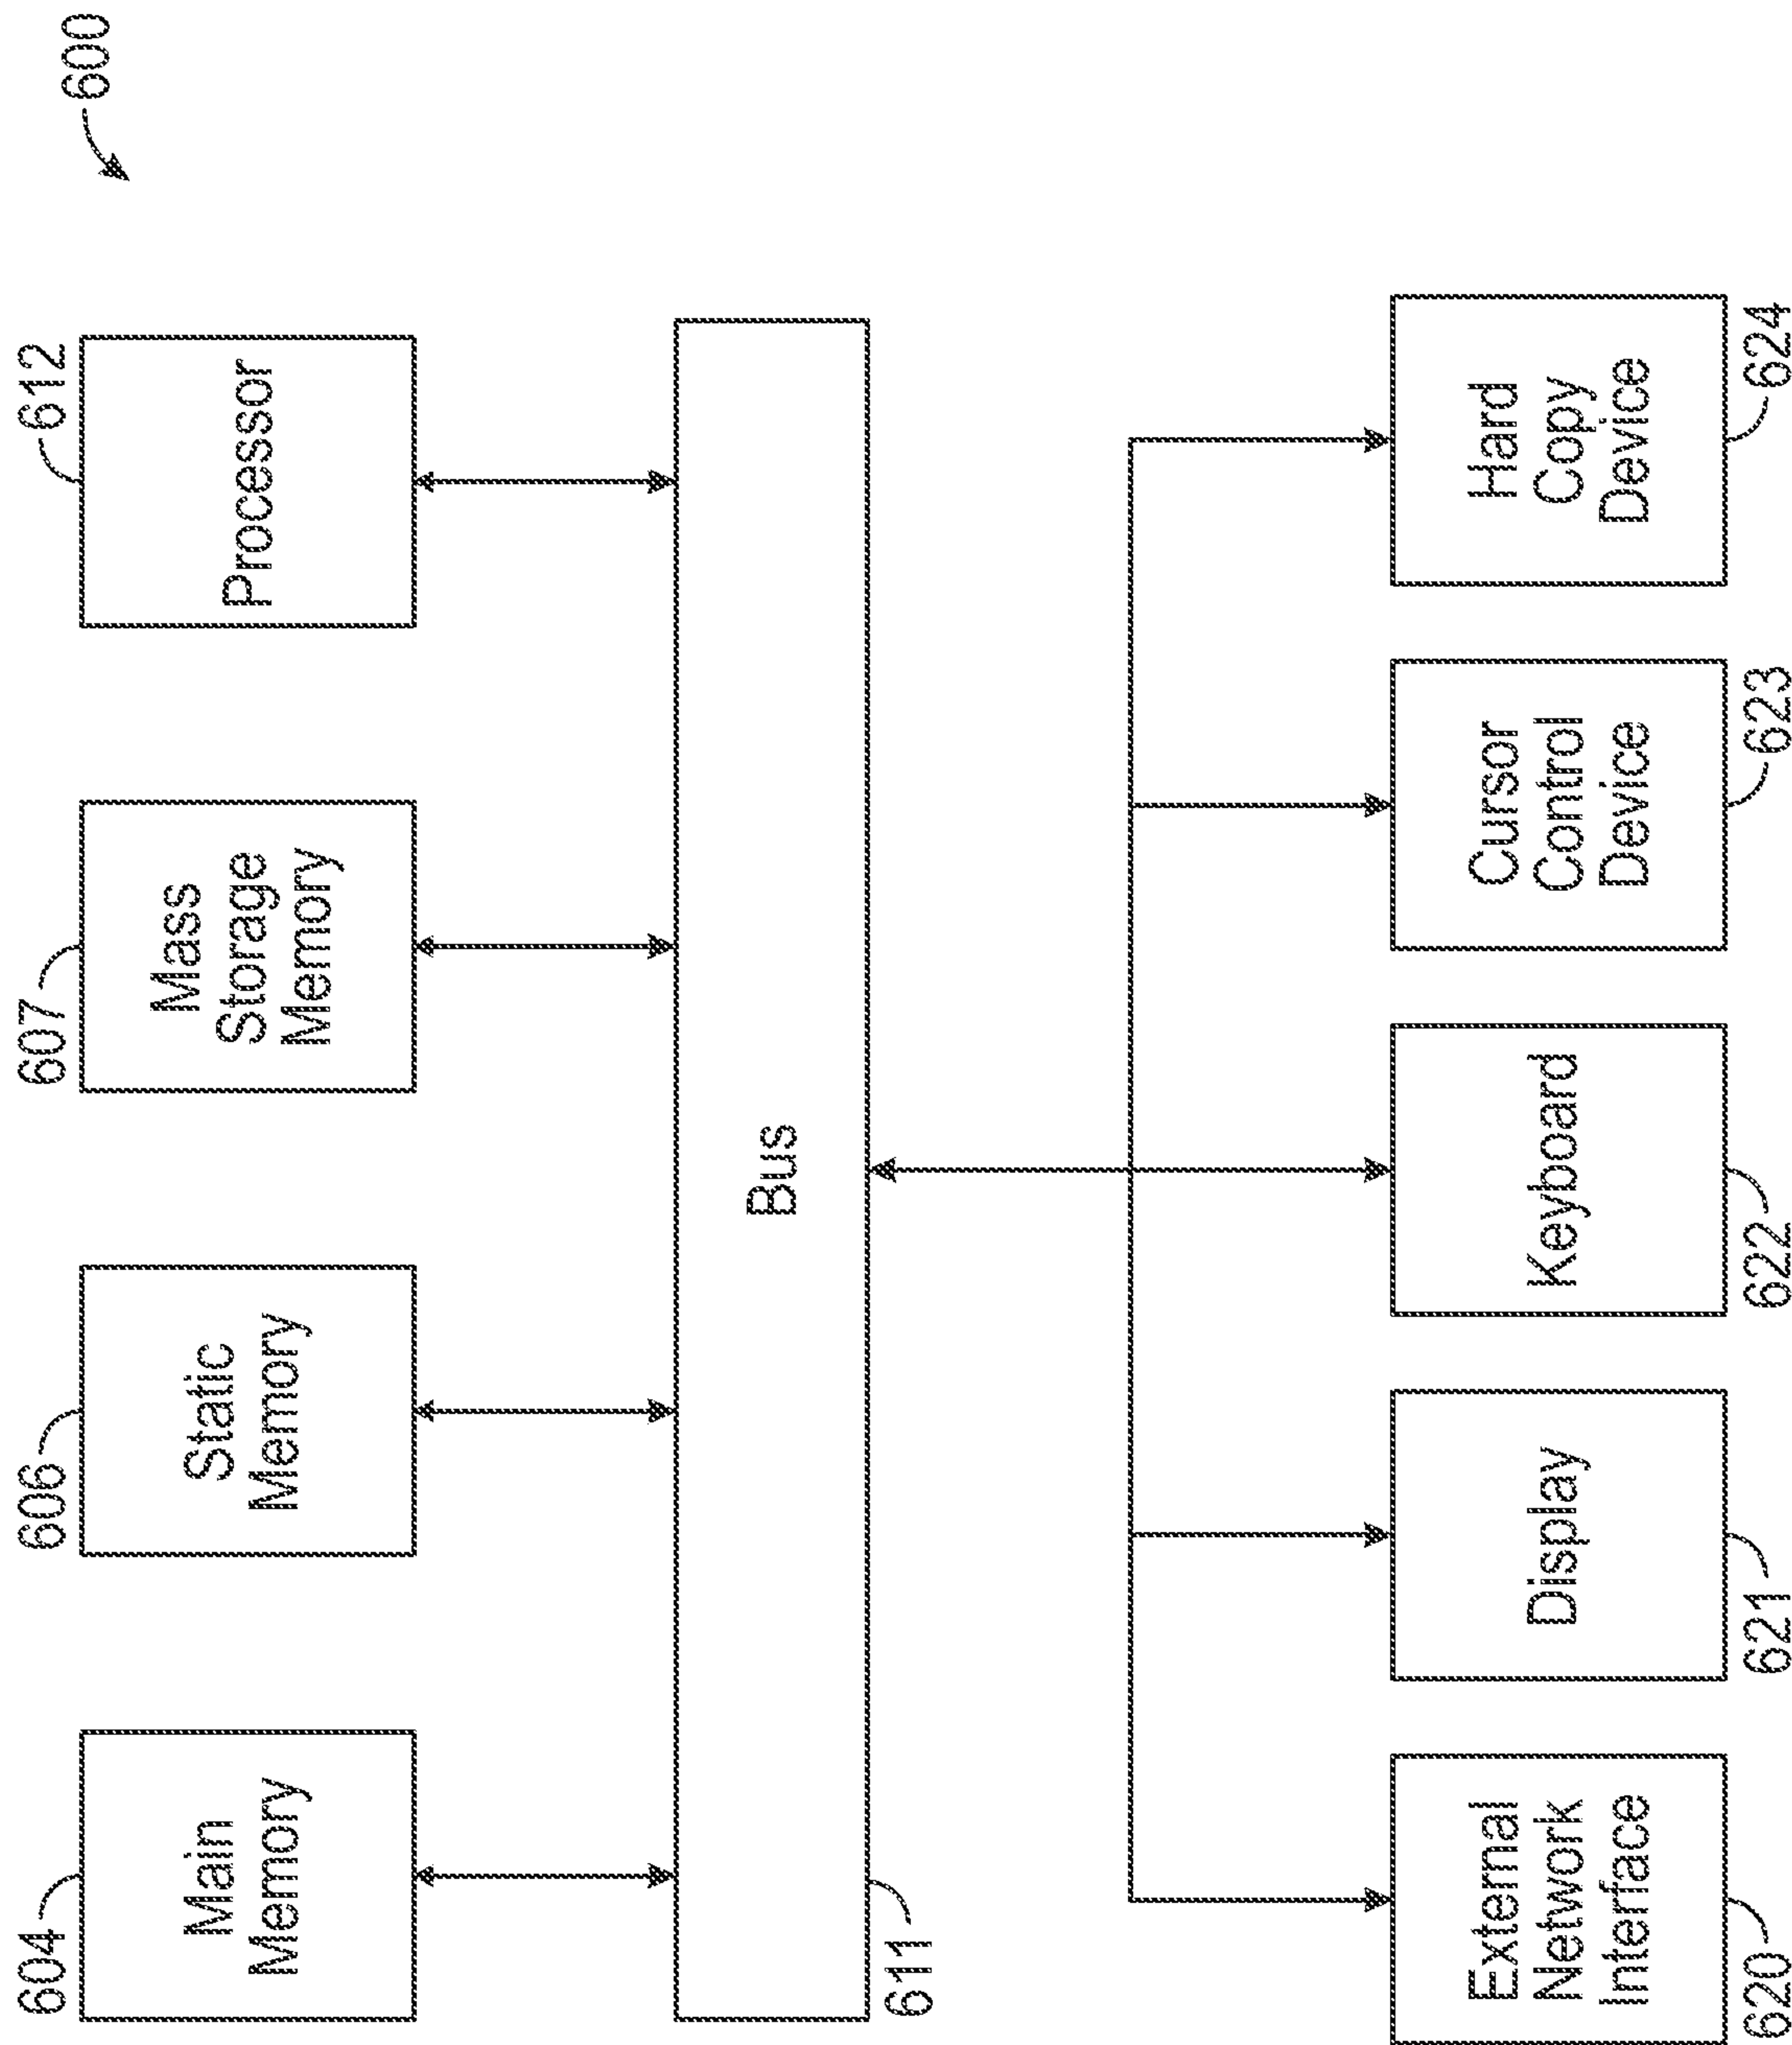 600
604
606
607
612
Main
Memory
Static
Memory
Mass
Storage
Memory
Processor
Bus
611
External
Network
Interface
Display
Keyboard
Cursor
Control
Device
Hard
Copy
Device
620
621
622
623
624